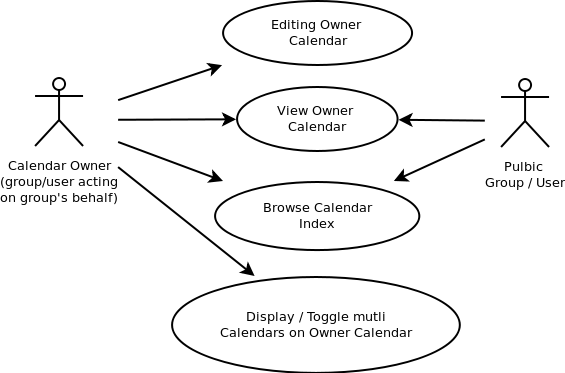 Editing Owner
Calendar
View Owner
Calendar
Calendar Owner
(group/user acting
on group's behalf)
Pulbic
Group / User
Browse Calendar
Index
Display / Toggle mutli
Calendars on Owner Calendar